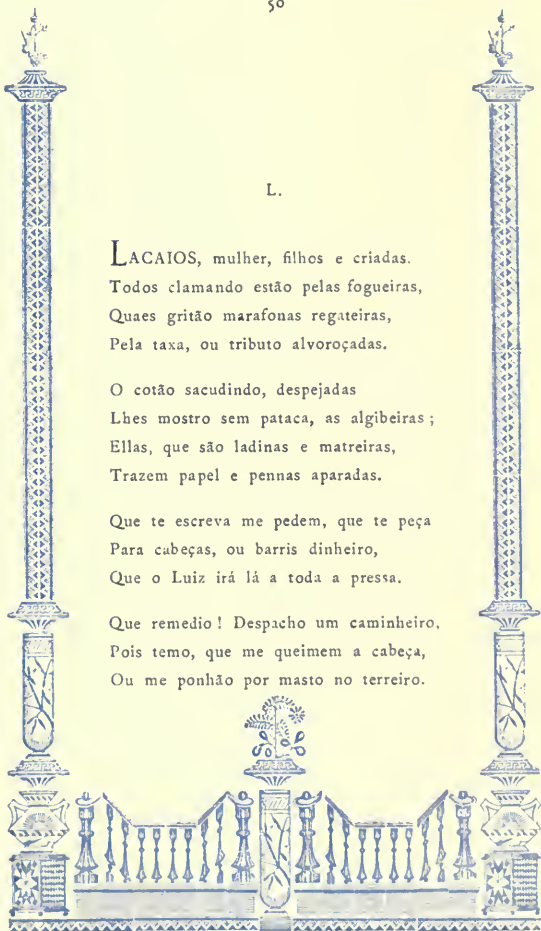 50
L.
LACAIOS, mulher, filhos e criadas.
Todos clamando estão pelas fogueiras,
Quaes gritão marafonas regateiras,
Pela taxa, ou tributo alvoroçadas.
O cotão sacudindo, despejadas
Lhes mostro sem pataca, as algibeiras ;
Ellas, que são ladinas e matreiras,
Trazem papel e pennas aparadas.
Que te escreva me pedem, que te peça
Para cabeças, ou barris dinheiro,
Que o Luiz irá lá a toda a pressa.
Que remedio ! Despacho um caminheiro,
Pois temo, que me queimem a cabeça,
Ou me ponhão por masto no terreiro.